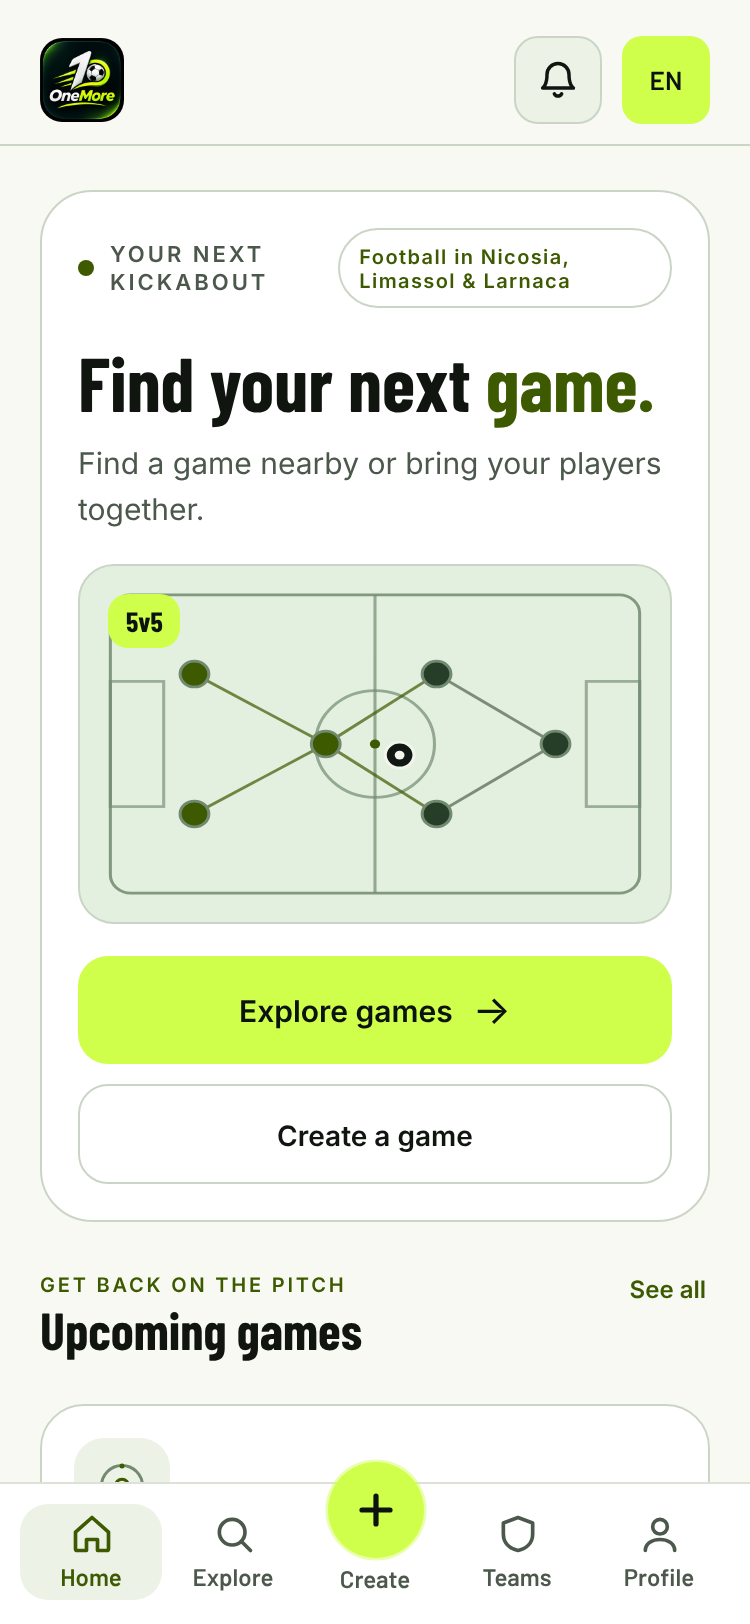 OneMore
EN
YOUR NEXT
KICKABOUT
Football in Nicosia,
Limassol & Larnaca
Find your next game.
Find a game nearby or bring your players
together.
5v5
Explore games
Create a game
GET BACK ON THE PITCH
See all
Upcoming games
Home
Explore
Create
Teams
Profile